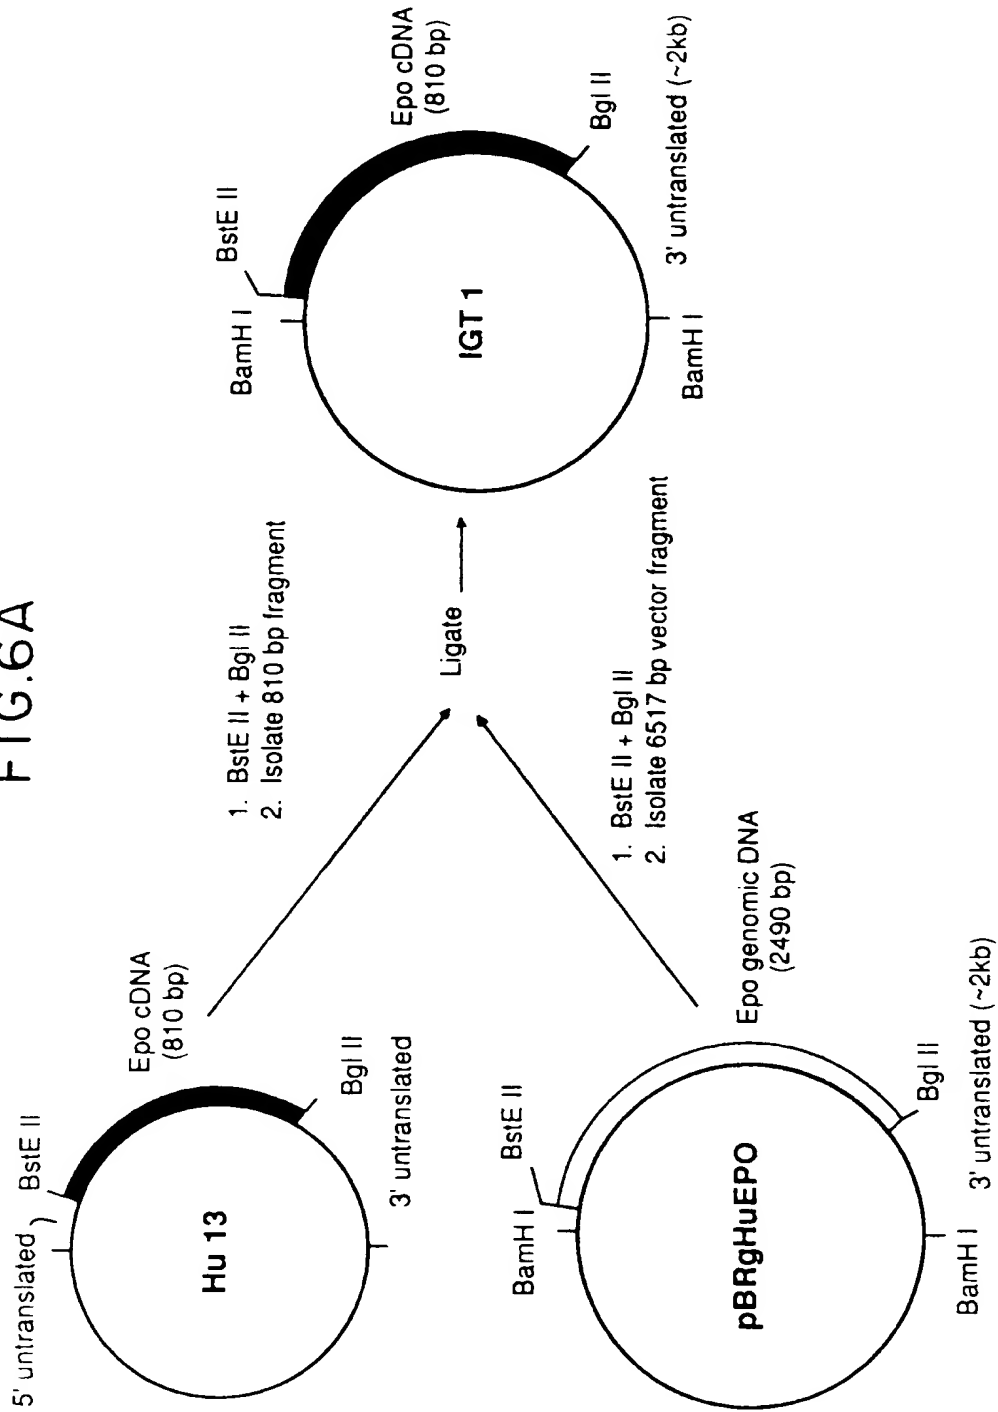 FIG.6A
5' untranslated
BstE II
Epo cDNA
(810 bp)
Hu 13
Bgl II
3' untranslated
1. BstE II + Bgl II
2. Isolate 810 bp fragment
BamH I
BstE II
Epo genomic DNA
(2490 bp)
pBRgHuEPO
Bgl II
BamH I
3' untranslated (~2kb)
1. BstE II + Bgl II
2. Isolate 6517 bp vector fragment
Ligate
BamH I
BstE II
Epo cDNA
(810 bp)
IGT 1
Bgl II
BamH I
3' untranslated (~2kb)